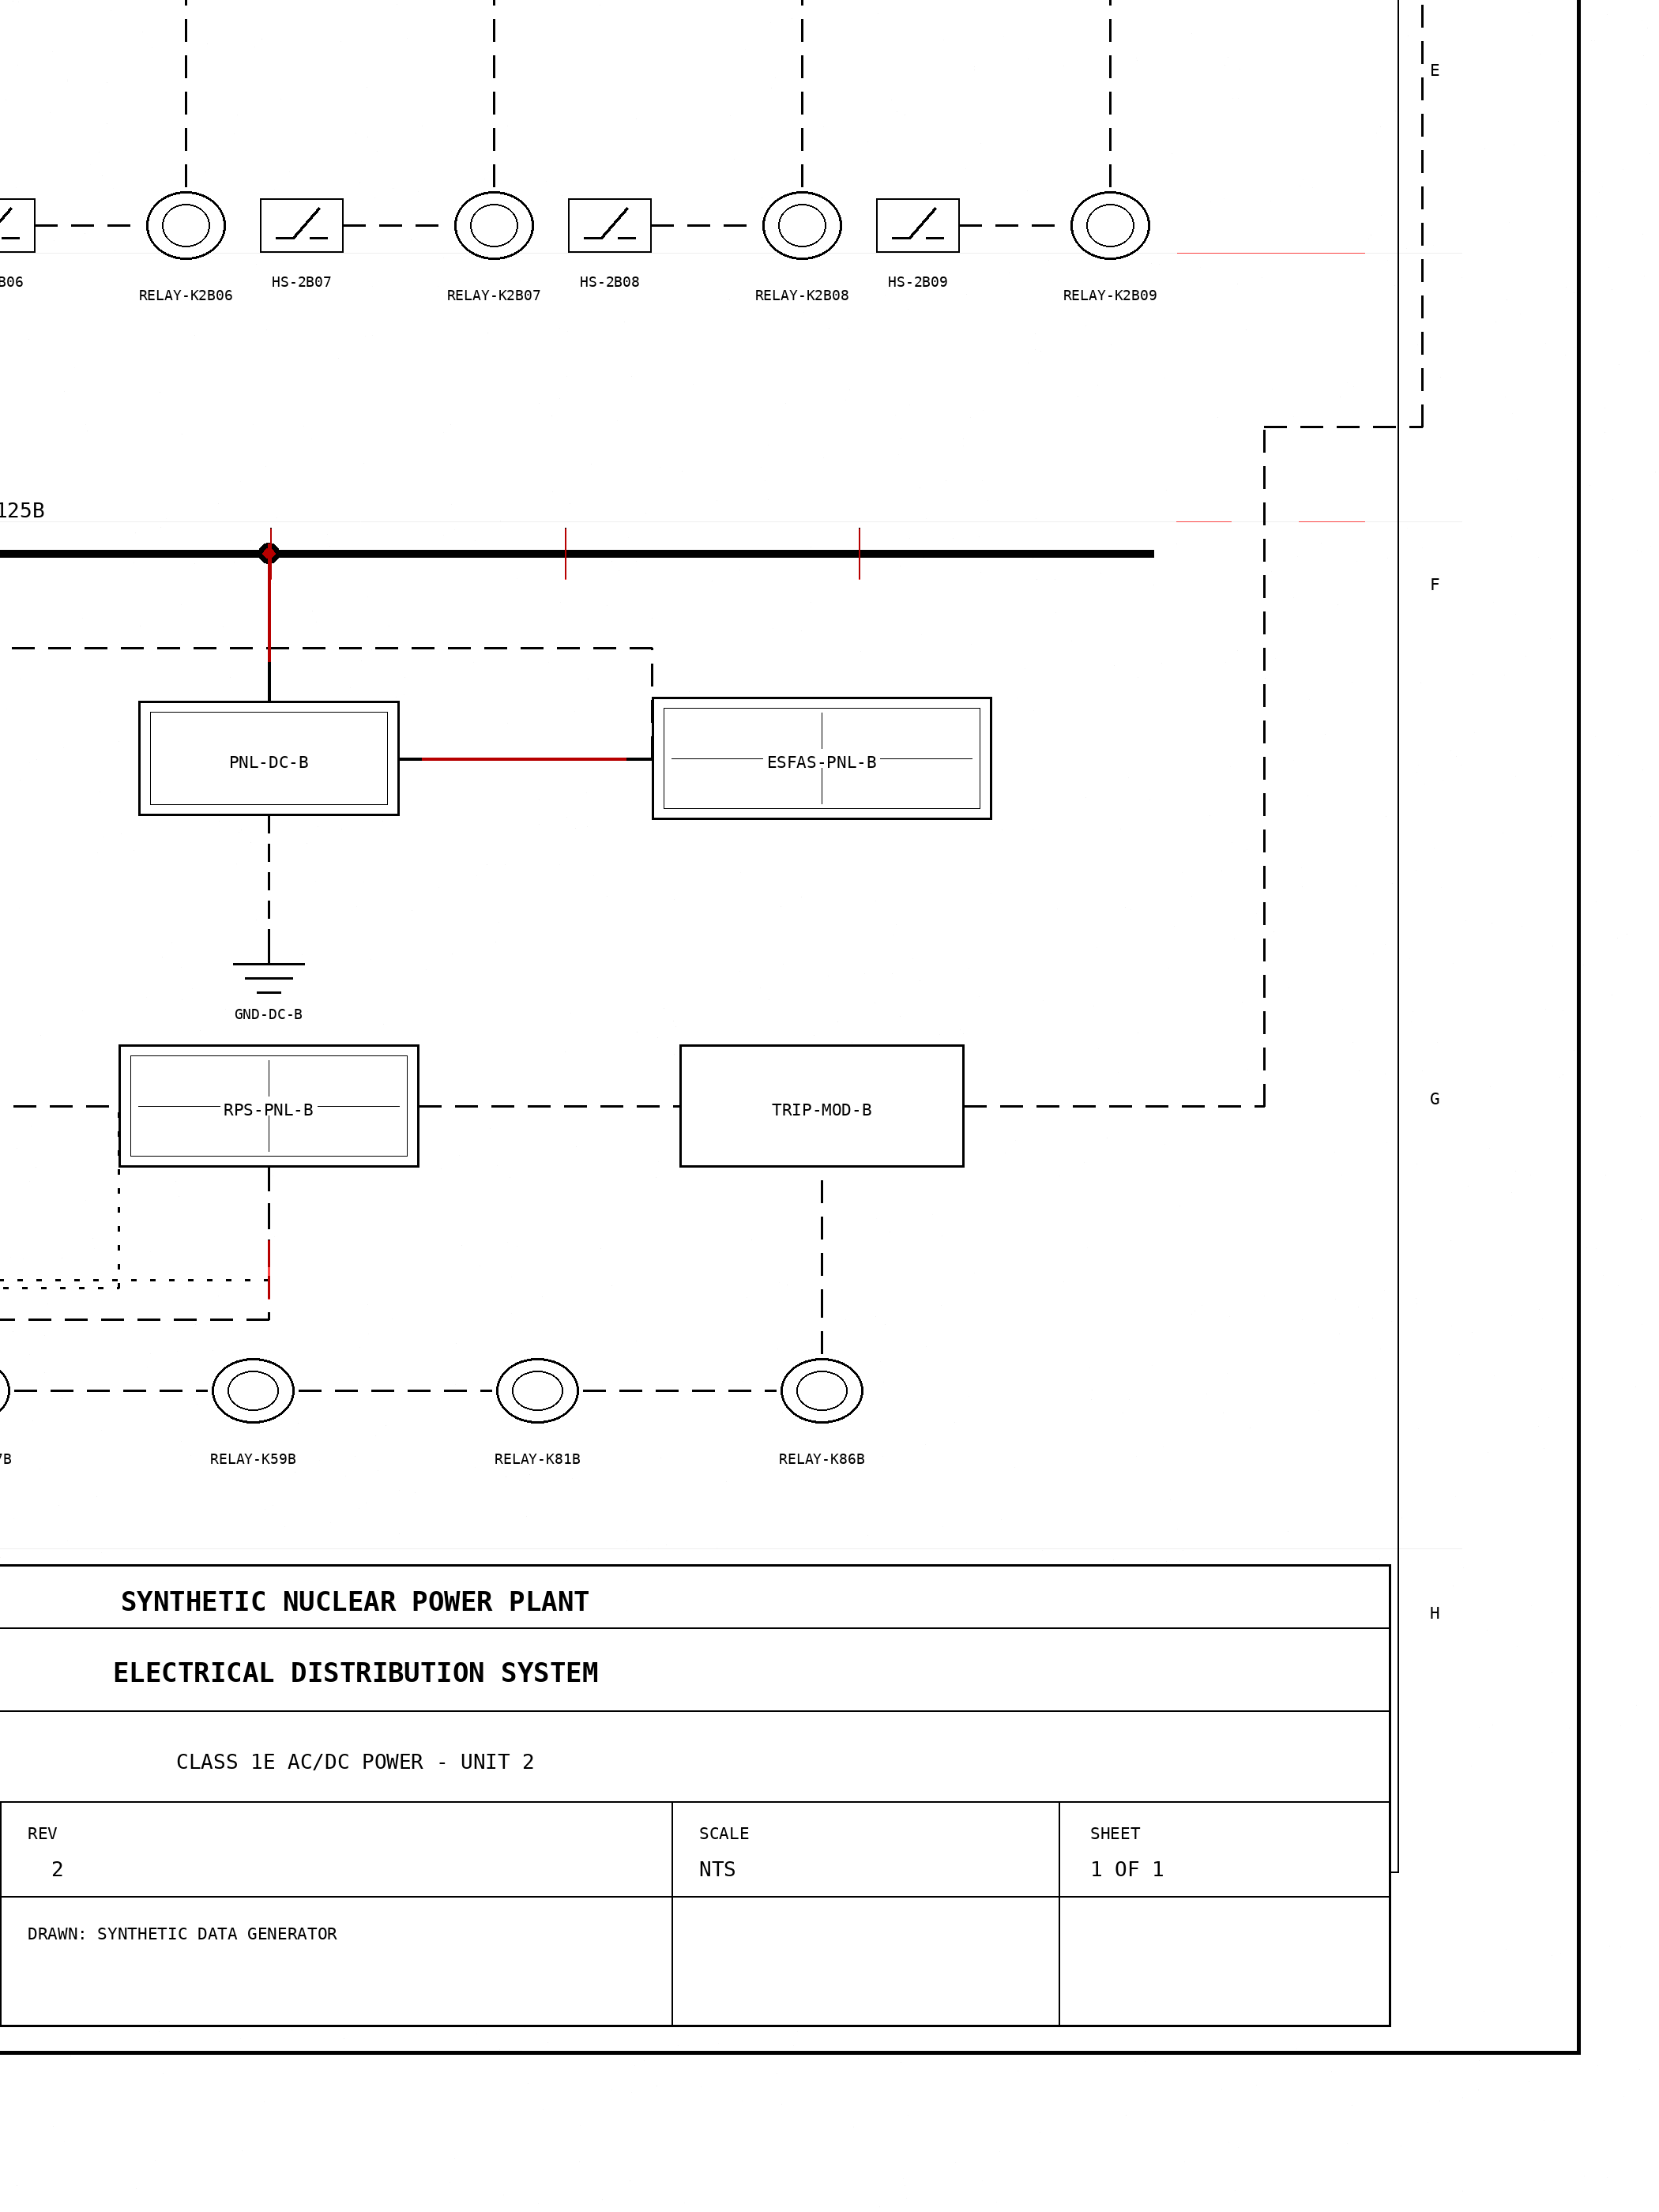 E
B06
HS-2B07
HS-2B08
HS-2B09
RELAY-K2B06
RELAY-K2B07
RELAY-K2B08
RELAY-K2B09
125B
F
PNL-DC-B
ESFAS-PNL-B
GND-DC-B
G
RPS-PNL-B
TRIP-MOD-B
7B
RELAY-K59B
RELAY-K81B
RELAY-K86B
SYNTHETIC NUCLEAR POWER PLANT
H
ELECTRICAL DISTRIBUTION SYSTEM
CLASS 1E AC/DC POWER - UNIT 2
REV
SCALE
SHEET
2
NTS
1 OF 1
DRAWN: SYNTHETIC DATA GENERATOR